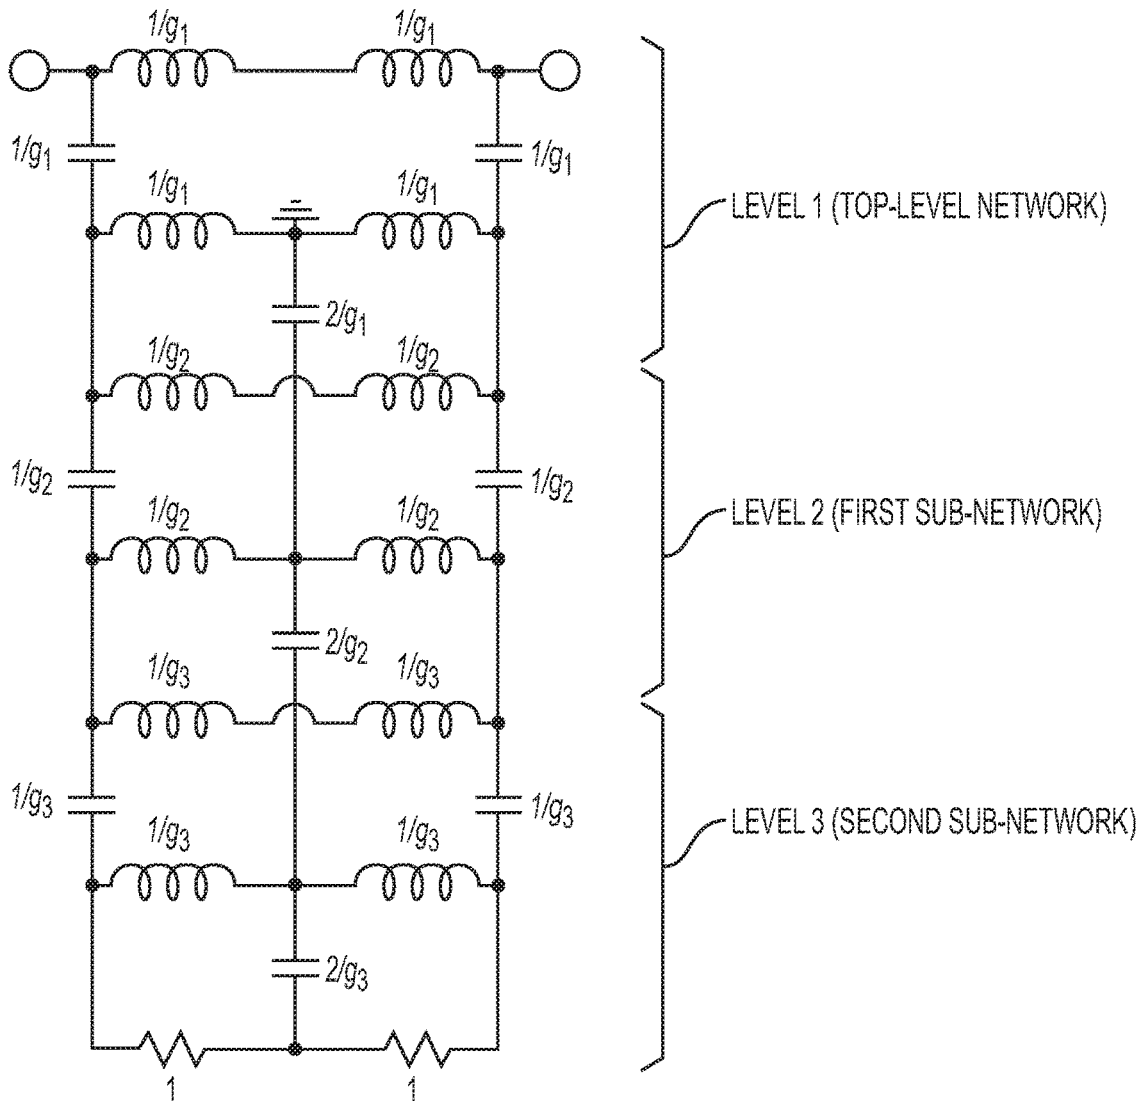 1/g1 1/g1
1/g1 1/g1
1/g1 1/g1
LEVEL 1 (TOP-LEVEL NETWORK)
2/g1
1/g2 1/g2
1/g2 1/g2
1/g2 1/g2
LEVEL 2 (FIRST SUB-NETWORK)
2/g2
1/g3 1/g3
1/g3 1/g3
LEVEL 3 (SECOND SUB-NETWORK)
1/g3 1/g3
2/g3
1 1